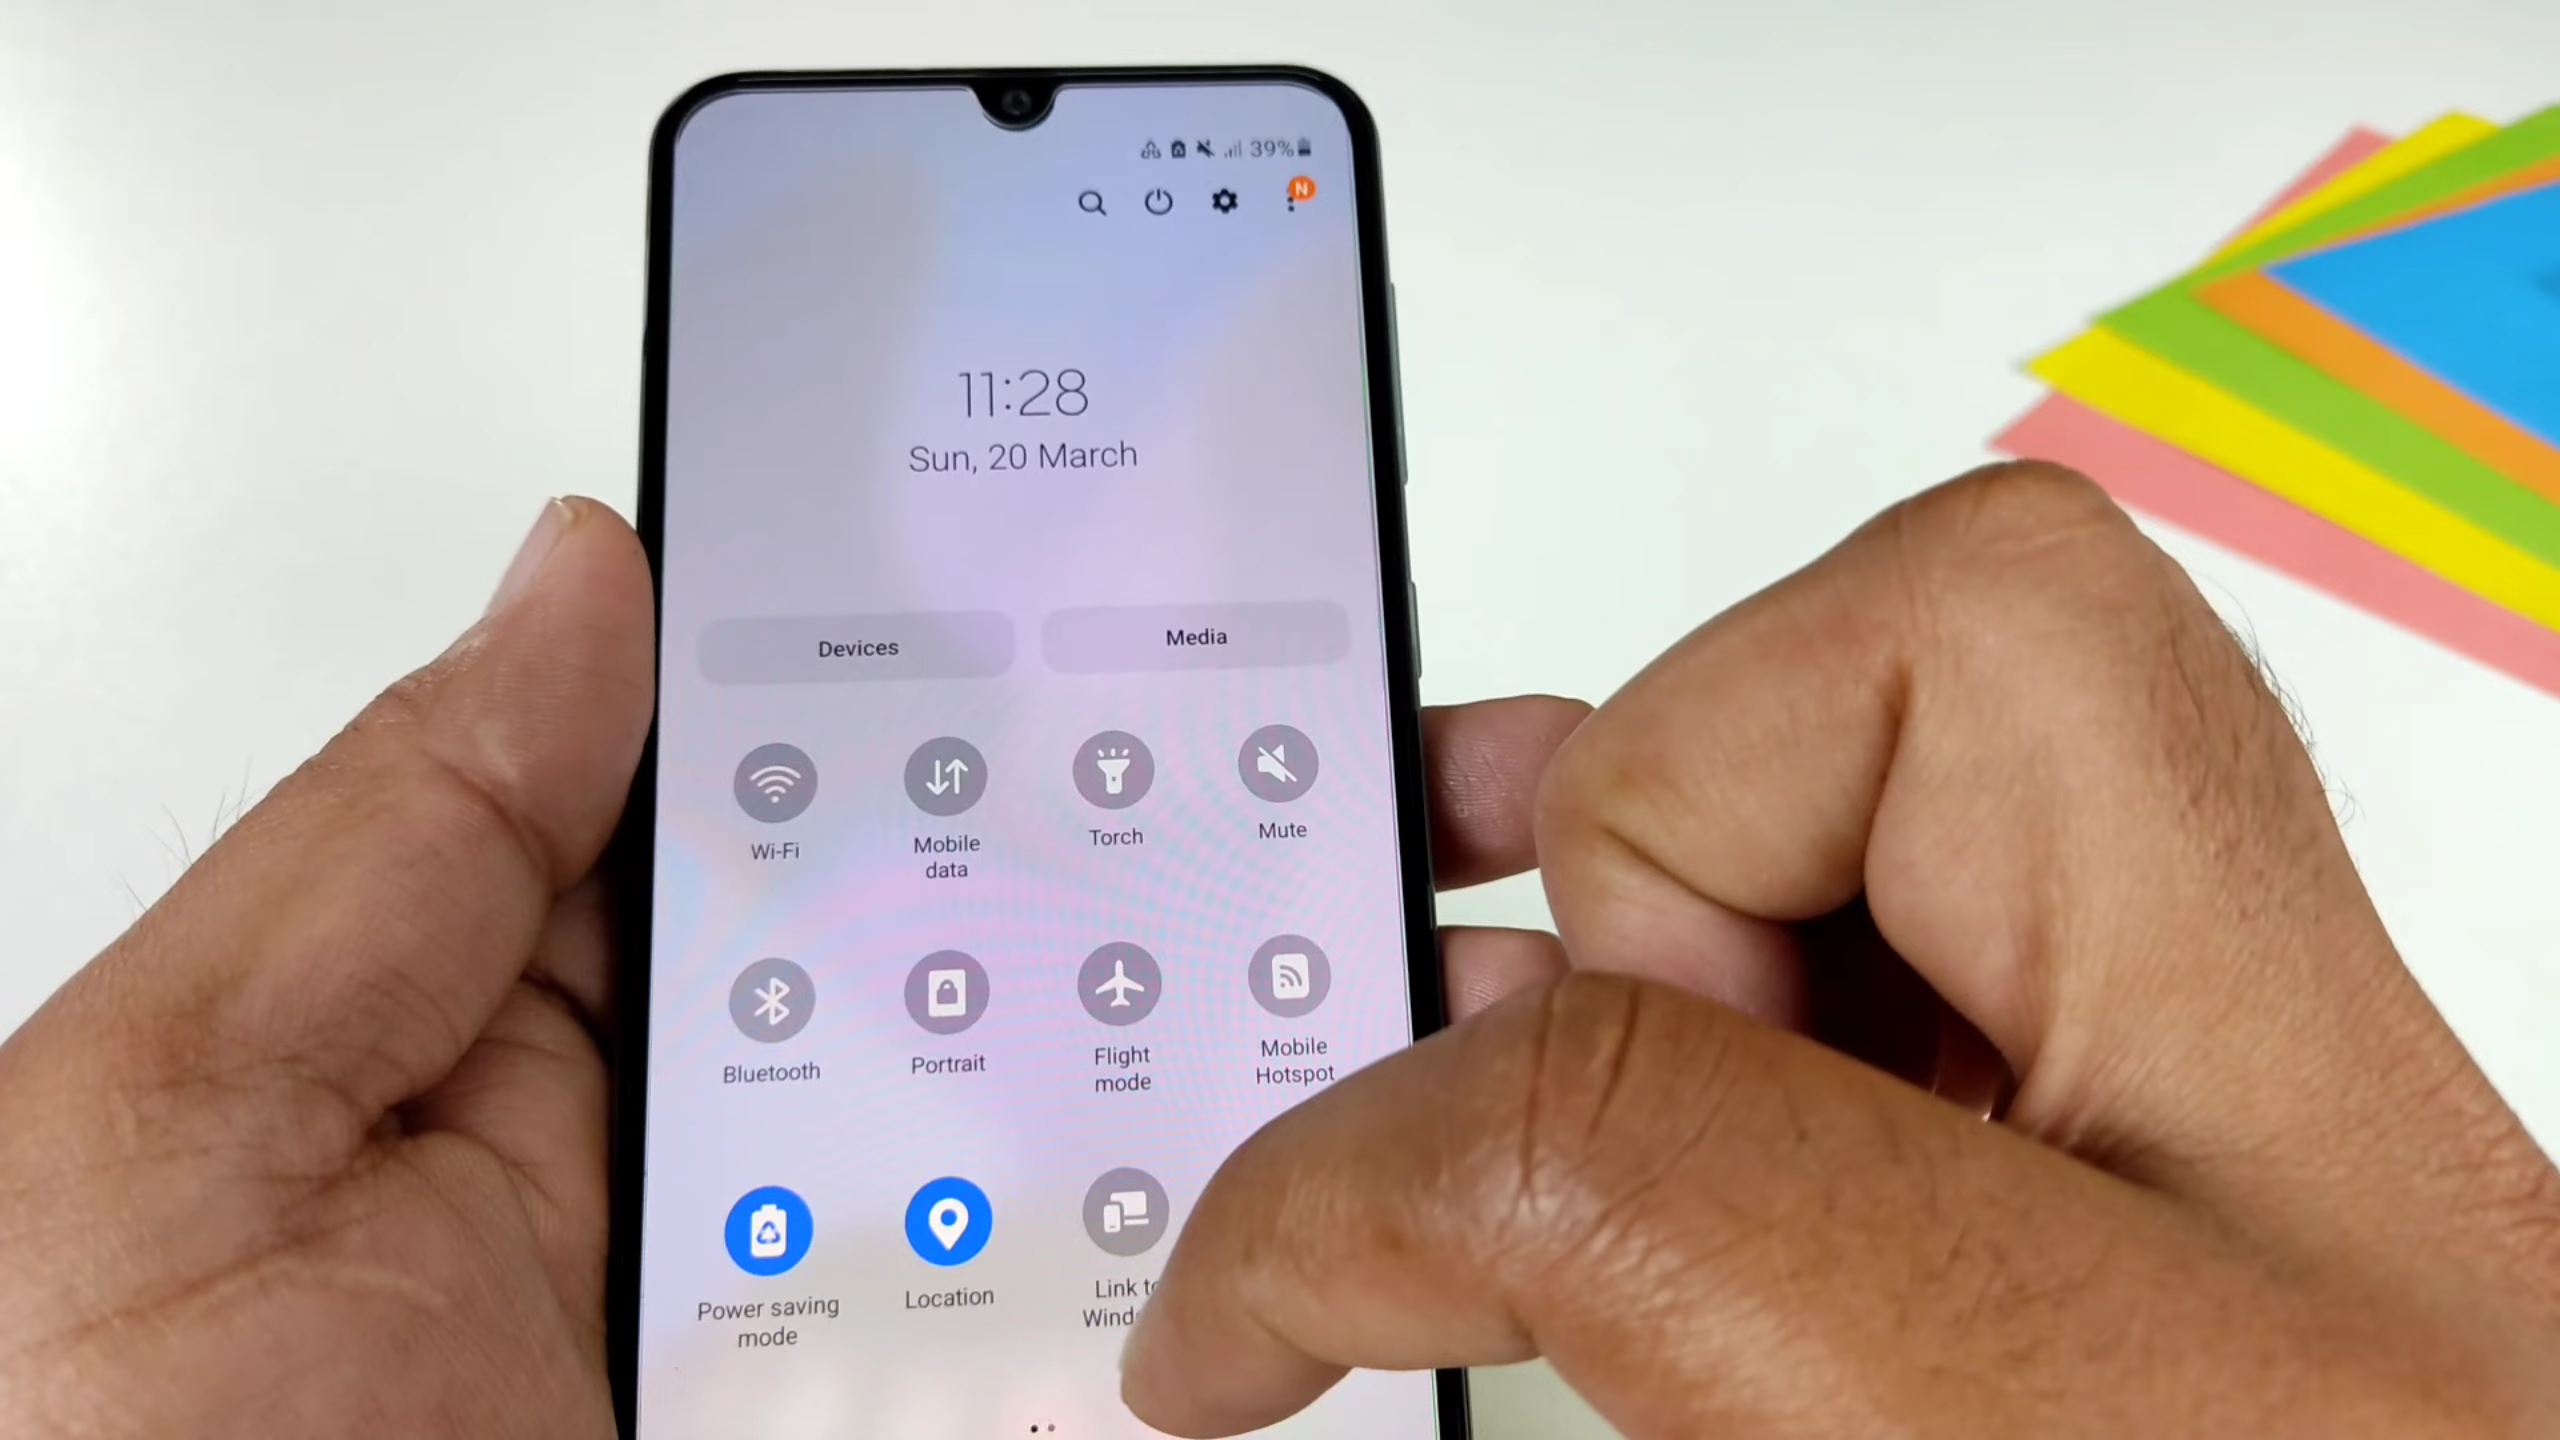 39%
N
11:28
Sun, 20 March
Devices Media
Wi-Fi
Mobile
data
Torch
Mute
Bluetooth
Portrait
Flight
mode
Mobile
Hotspot
Power saving
mode
Location
Link